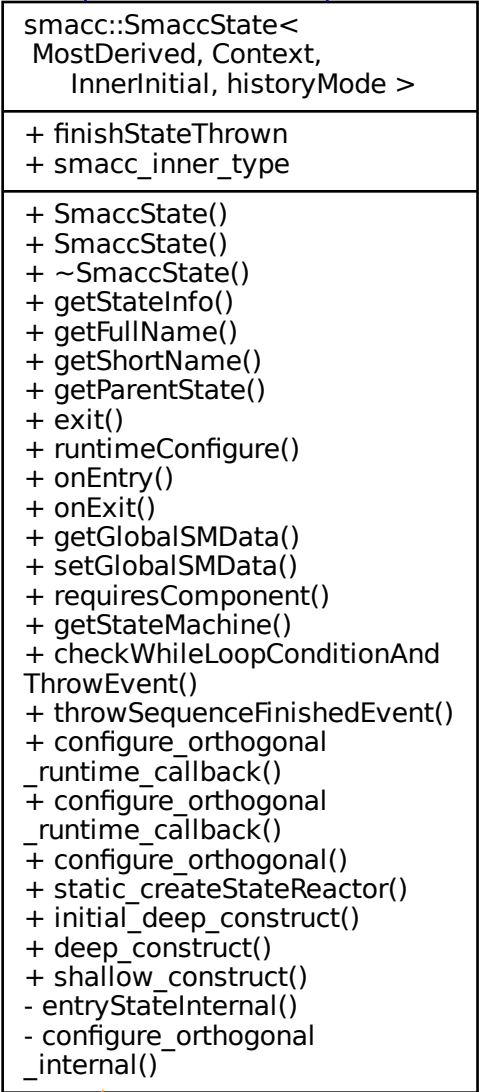 smacc::SmaccState<
MostDerived, Context,
InnerInitial, historyMode >
+ finishStateThrown
+ smacc_inner_type
+ SmaccState()
+ SmaccState()
+ ~SmaccState()
+ getStateInfo()
+ getFullName()
+ getShortName()
+ getParentState()
+ exit()
+ runtimeConfigure()
+ onEntry()
+ onExit()
+ getGlobalSMData()
+ setGlobalSMData()
+ requiresComponent()
+ getStateMachine()
+ checkWhileLoopConditionAnd
ThrowEvent()
+ throwSequenceFinishedEvent()
+ configure_orthogonal
_runtime_callback()
+ configure_orthogonal
_runtime_callback()
+ configure_orthogonal()
+ static_createStateReactor()
+ initial_deep_construct()
+ deep_construct()
+ shallow_construct()
- entryStateInternal()
- configure_orthogonal
_internal()